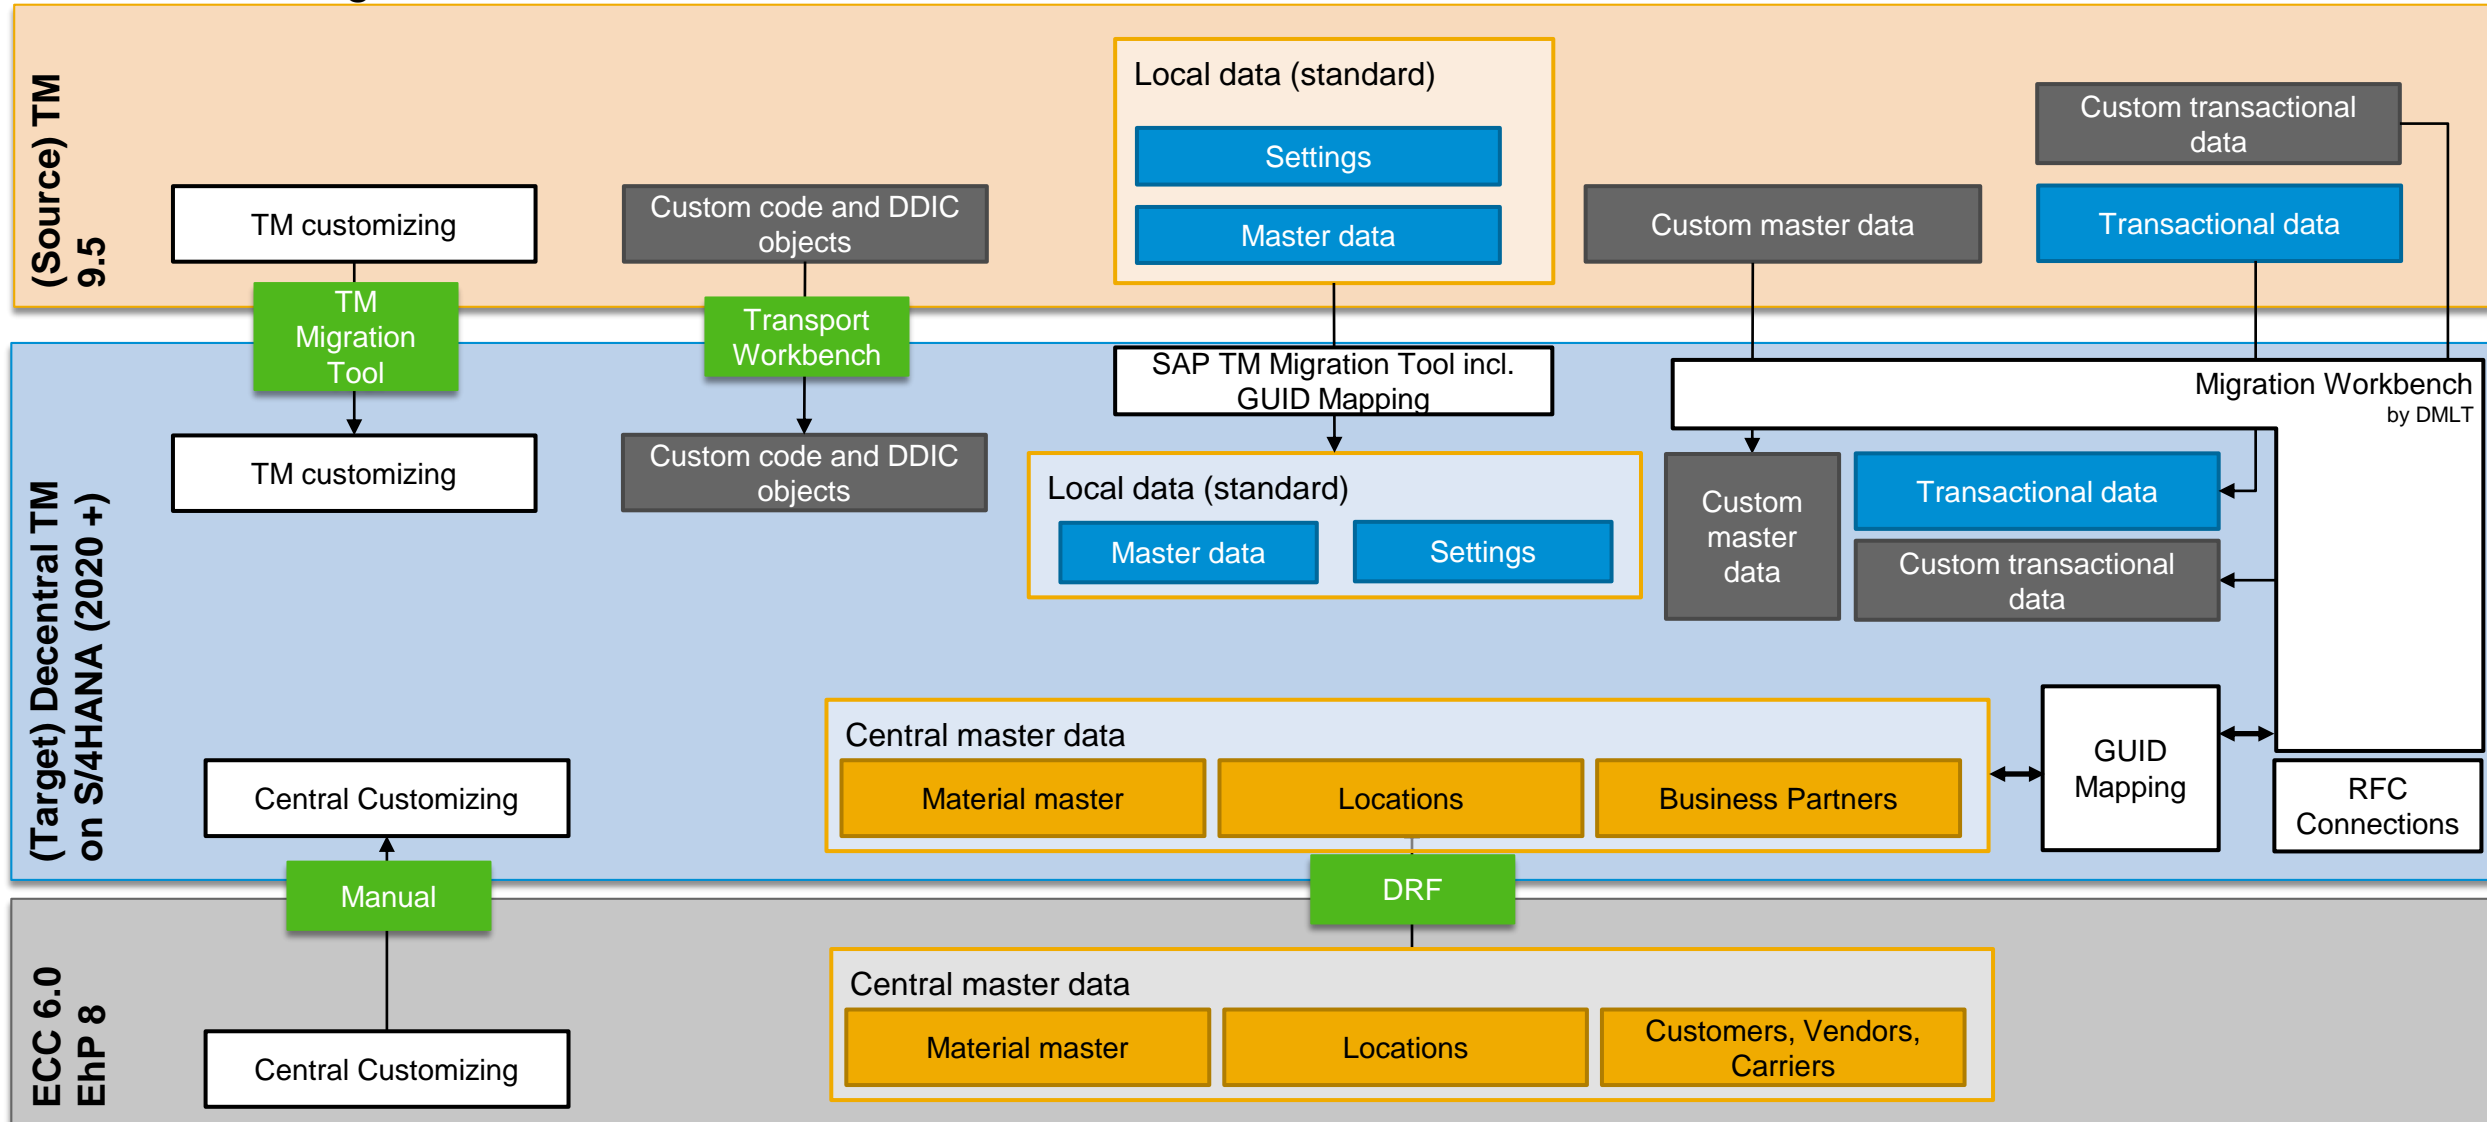 (Source) TM
9.5
Local data (standard)
Settings
Master data
Custom transactional
data
TM customizing
Custom code and DDIC
objects
Custom master data
Transactional data
TM
Migration
Tool
Transport
Workbench
(Target) Decentral TM
on S/4HANA (2020 +)
SAP TM Migration Tool incl.
GUID Mapping
Migration Workbench
by DMLT
TM customizing
Custom code and DDIC
objects
Local data (standard)
Master data
Settings
Custom
master
data
Transactional data
Custom transactional
data
Central Customizing
Central master data
Material master
Locations
Business Partners
GUID
Mapping
RFC
Connections
Manual
DRF
ECC 6.0
EhP 8
Central Customizing
Central master data
Material master
Locations
Customers, Vendors,
Carriers